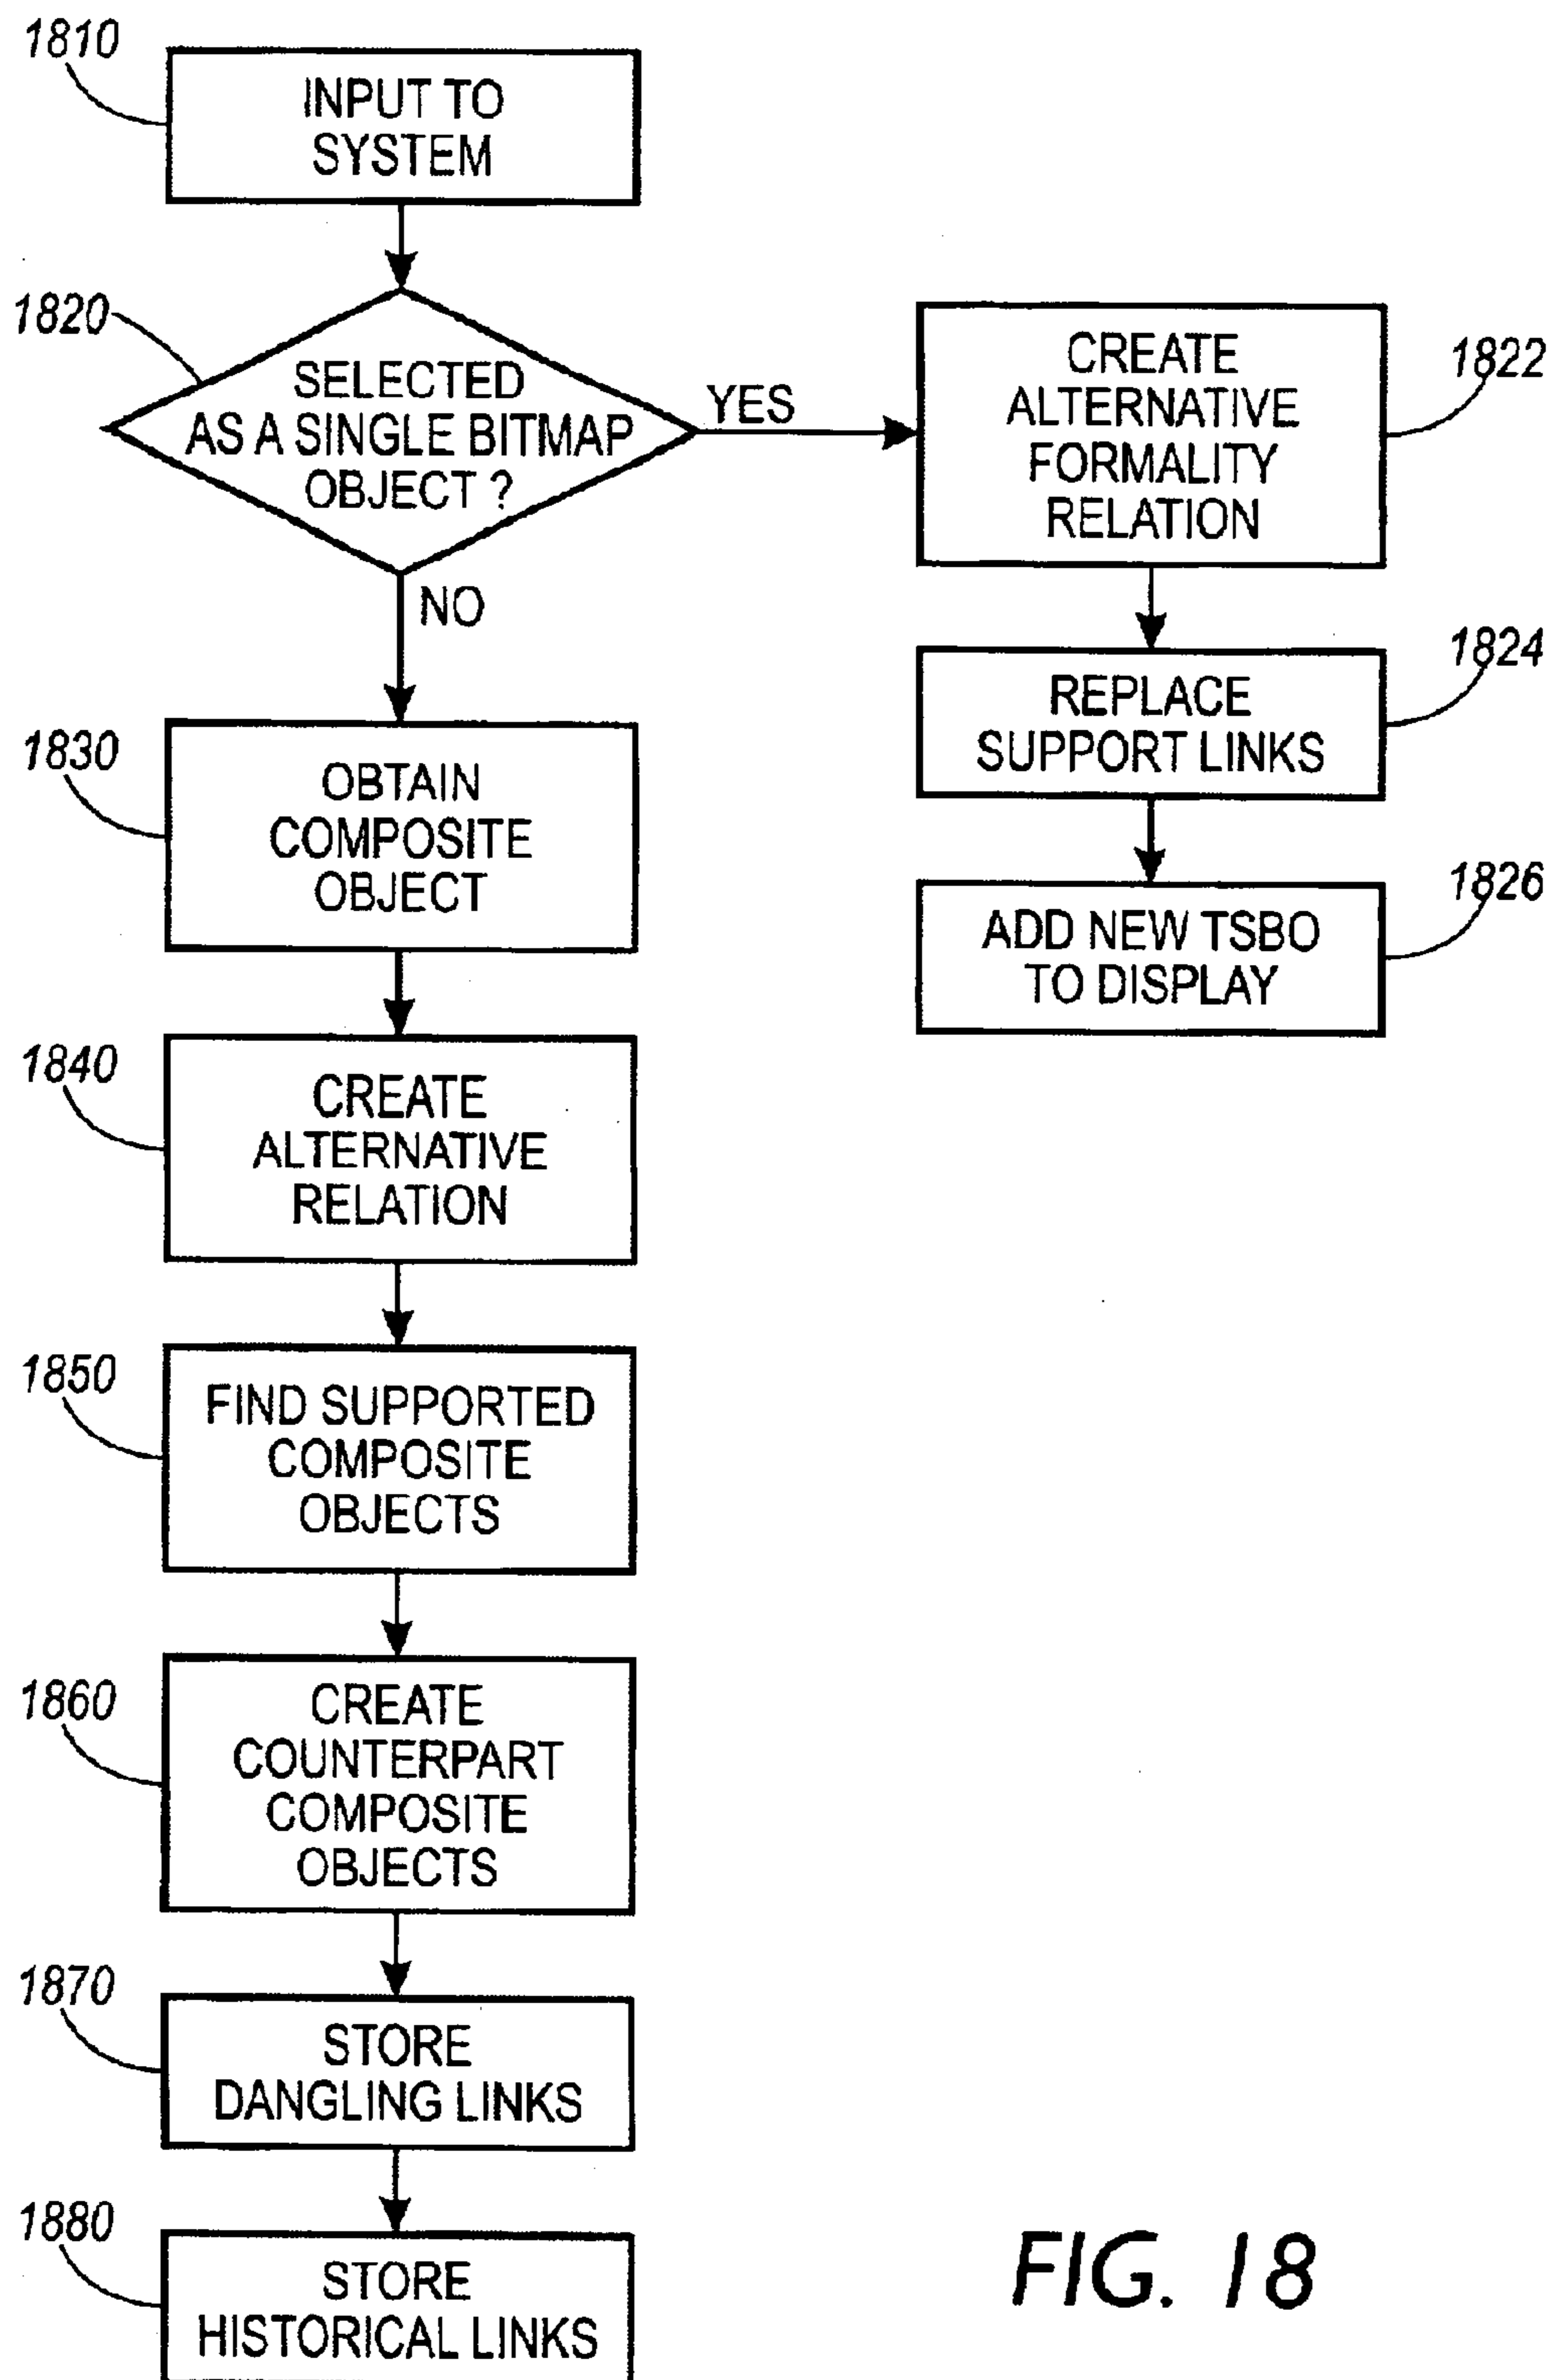 1810
INPUT TO
SYSTEM
1820
SELECTED
AS A SINGLE BITMAP
OBJECT ?
YES
NO
1822
CREATE
ALTERNATIVE
FORMALITY
RELATION
1824
REPLACE
SUPPORT LINKS
1826
ADD NEW TSBO
TO DISPLAY
1830
OBTAIN
COMPOSITE
OBJECT
1840
CREATE
ALTERNATIVE
RELATION
1850
FIND SUPPORTED
COMPOSITE
OBJECTS
1860
CREATE
COUNTERPART
COMPOSITE
OBJECTS
1870
STORE
DANGLING LINKS
1880
STORE
HISTORICAL LINKS
FIG. 18